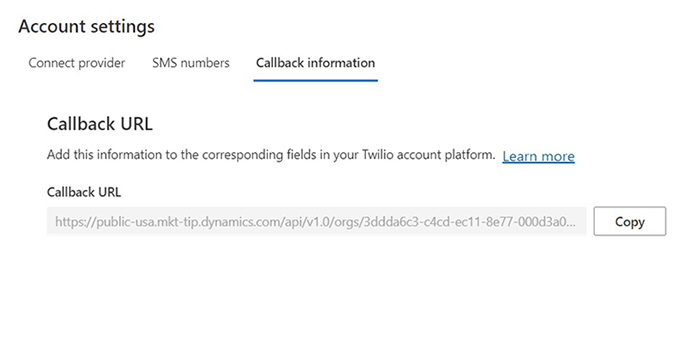 Account settings
Connect provider SMS numbers Callback information
Callback URL
Add this information to the corresponding fields in your Twilio account platform. Learn more
Callback URL
https://public-usa.mkt-tip.dynamics.com/api/v1.0/orgs/3ddda6c3-c4cd-ec11-8e77-000d3a0... Copy